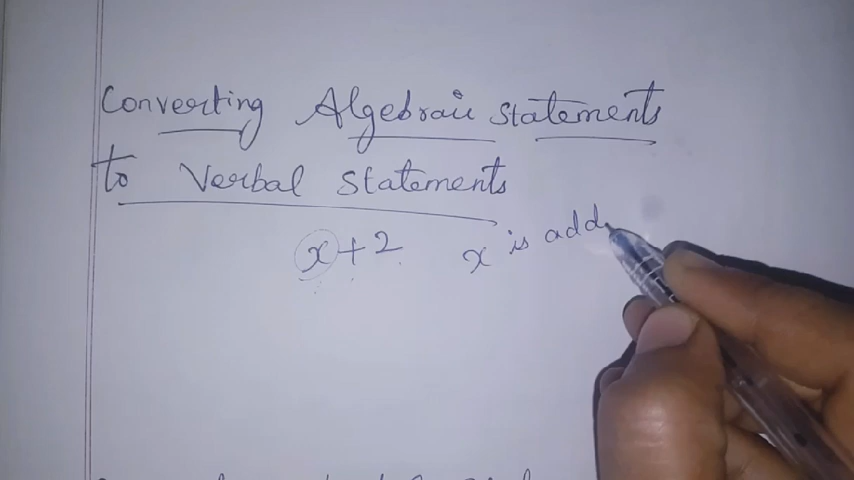 Converting Algebraic Statements
to Verbal Statements
x + 2 x is add